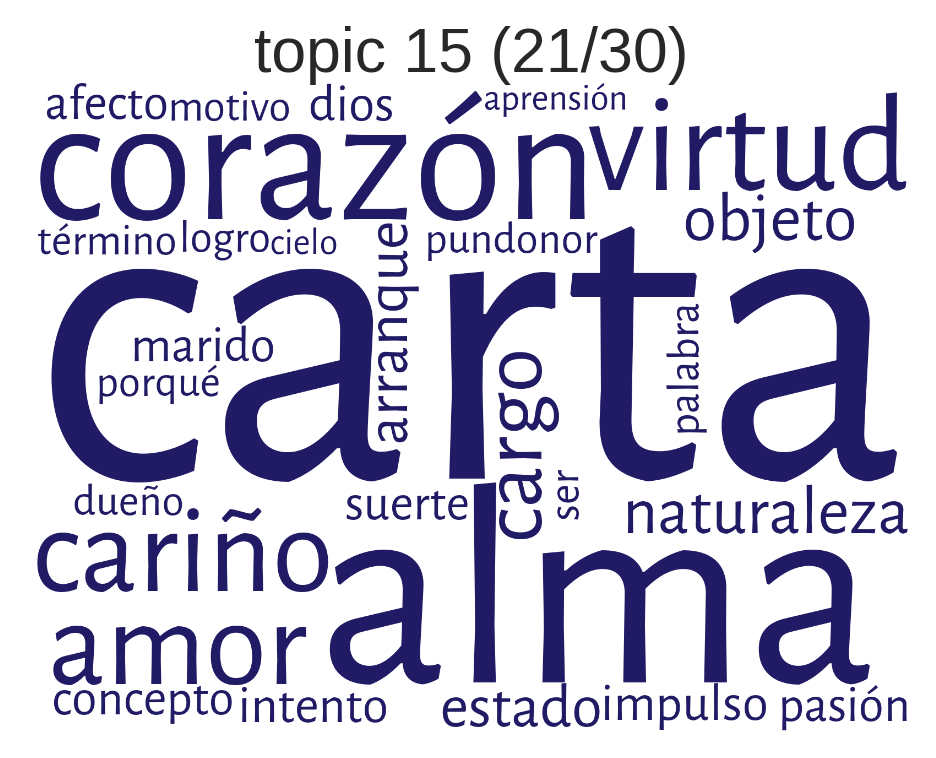 topic 15 (21/30)
afecto motivo dios aprensión
corazón virtud
objeto
término logro cielo arranque pundonor
carta
marido
porqué cargo palabra
dueño suerte ser naturaleza
cariño alma
amor
concepto intento estado impulso pasión